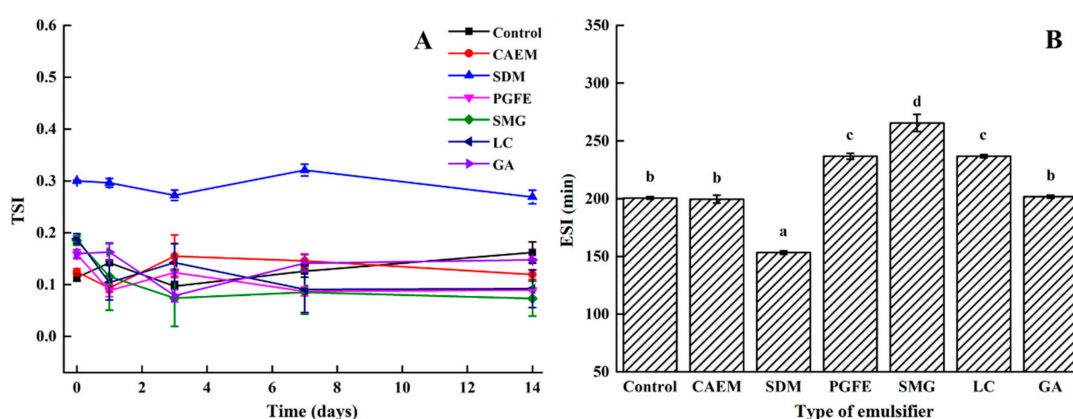 A
0.6
0.5
0.4
0.3
0.2
0.1
0.0
TSI
0 2 4 6 8 10 12 14
Time (days)
Control
CAEM
SDM
PGFE
SMG
LC
GA
B
350
300
250
200
150
100
50
ESI (min)
b b a c d c b
Control CAEM SDM PGFE SMG LC GA
Type of emulsifier